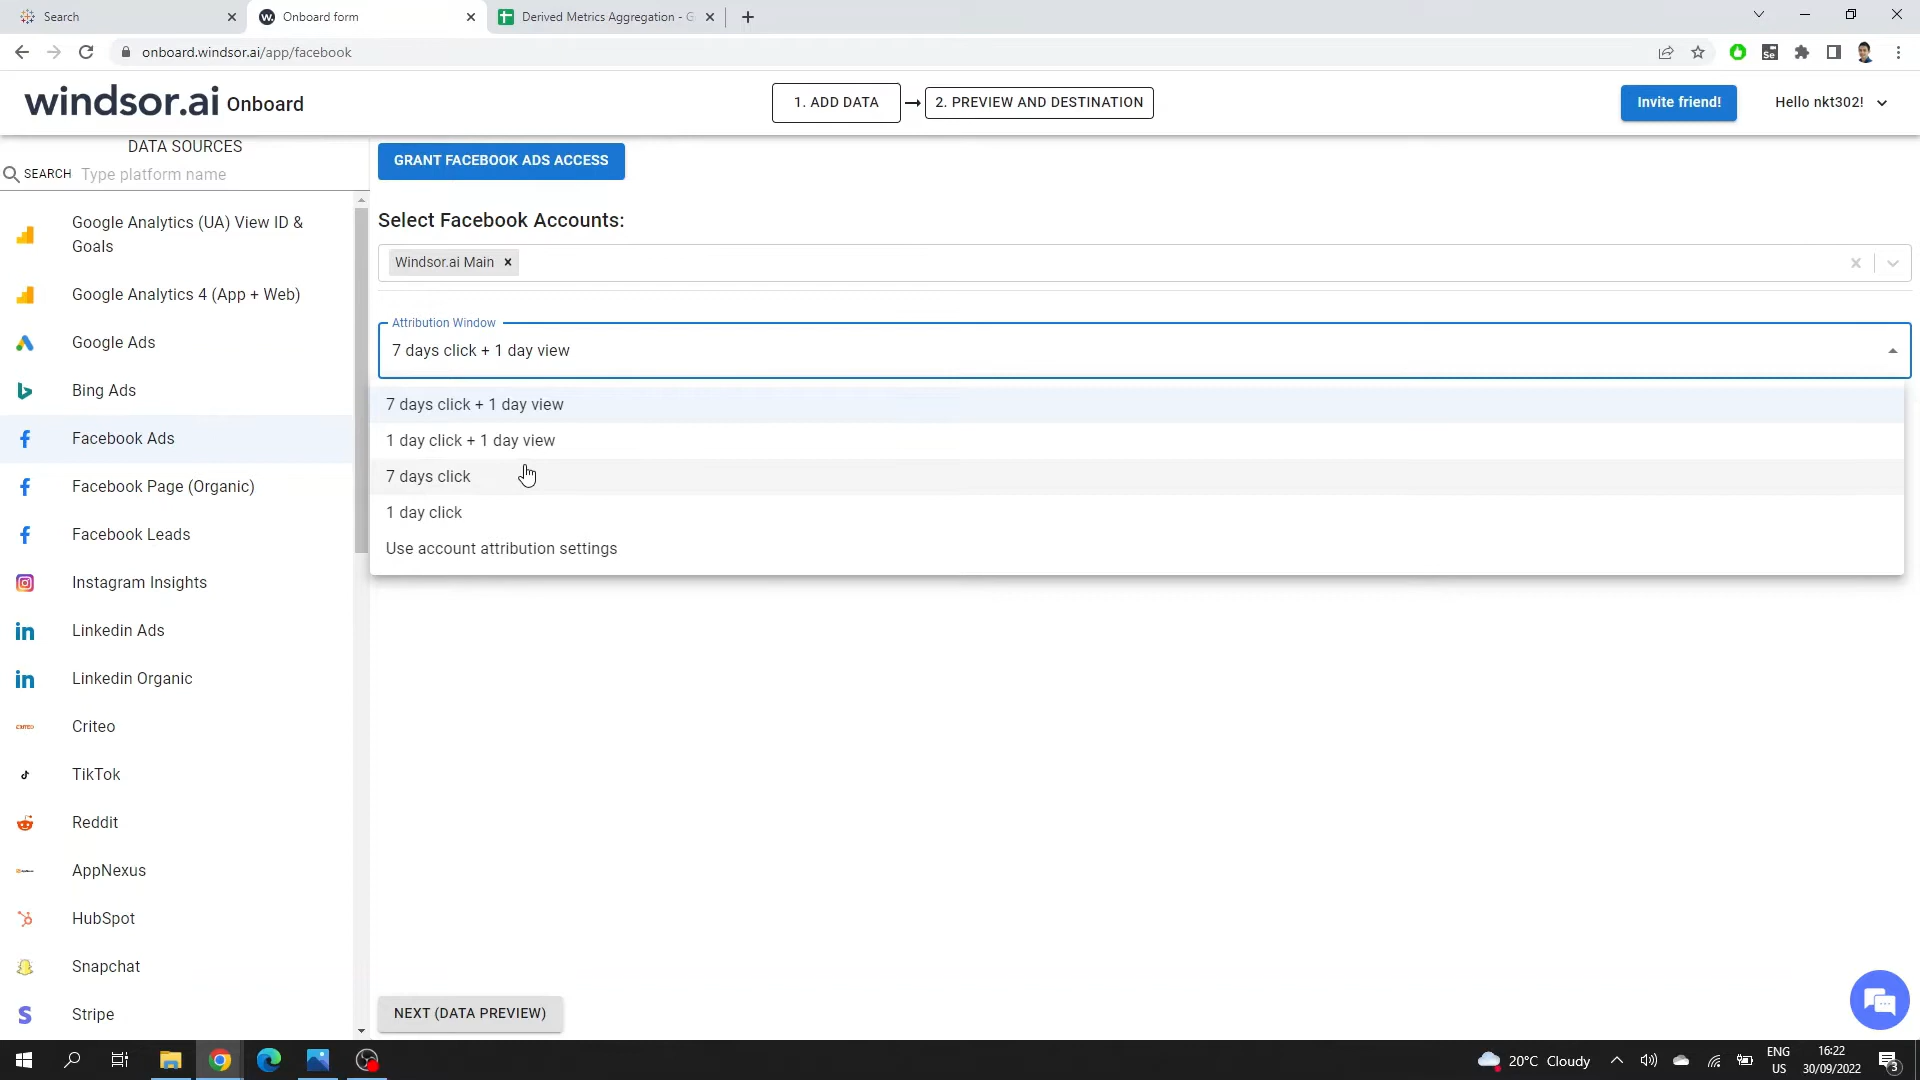 Search
Onboard form
Derived Metrics Aggregation - G
onboard.windsor.ai/app/facebook
Se
windsor.ai Onboard
1. ADD DATA
2. PREVIEW AND DESTINATION
Invite friend!
Hello nkt302!
DATA SOURCES
SEARCH Type platform name
Google Analytics (UA) View ID &
Goals
Google Analytics 4 (App + Web)
Google Ads
Bing Ads
Facebook Ads
Facebook Page (Organic)
Facebook Leads
Instagram Insights
Linkedin Ads
Linkedin Organic
Criteo
TikTok
Reddit
AppNexus
HubSpot
Snapchat
Stripe
GRANT FACEBOOK ADS ACCESS
Select Facebook Accounts:
Windsor.ai Main
Attribution Window
7 days click + 1 day view
7 days click + 1 day view
1 day click + 1 day view
7 days click
1 day click
Use account attribution settings
NEXT (DATA PREVIEW)
20°C Cloudy
ENG
US
16:22
30/09/2022
3